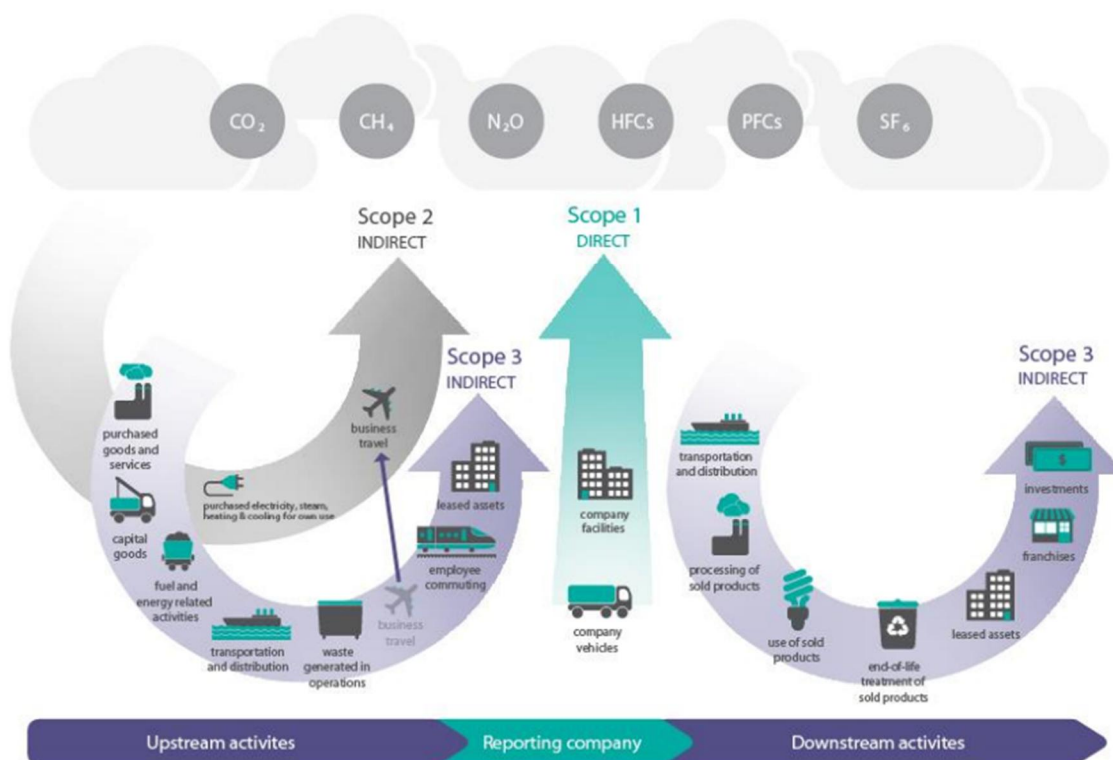 CO₂
CH₄
N₂O
HFCs
PFCs
SF₆
Scope 2
INDIRECT
Scope 1
DIRECT
Scope 3
INDIRECT
Scope 3
INDIRECT
purchased
goods and
services
capital
goods
fuel and
energy related
activities
transportation
and distribution
waste
generated in
operations
business
travel
employee
commuting
leased assets
purchased electricity, steam,
heating & cooling for own use
business
travel
company
facilities
company
vehicles
transportation
and distribution
processing of
sold products
use of sold
products
end-of-life
treatment of
sold products
leased assets
franchises
investments
$
Upstream activites
Reporting company
Downstream activites